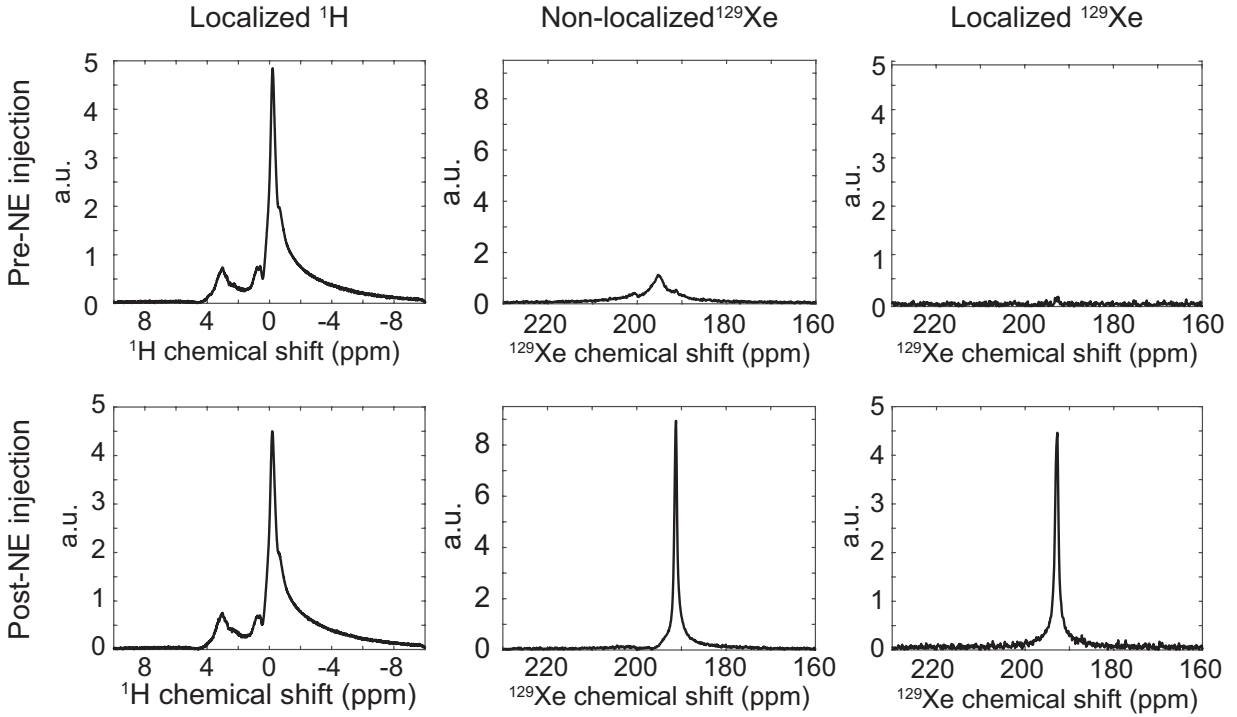 Localized ¹H
Non-localized¹²⁹Xe
Localized ¹²⁹Xe
Pre-NE injection
a.u.
5
4
3
2
1
0
8 4 0 -4 -8
¹H chemical shift (ppm)
a.u.
8
6
4
2
0
220 200 180 160
¹²⁹Xe chemical shift (ppm)
a.u.
5
4
3
2
1
0
220 200 180 160
¹²⁹Xe chemical shift (ppm)
Post-NE injection
a.u.
5
4
3
2
1
0
8 4 0 -4 -8
¹H chemical shift (ppm)
a.u.
8
6
4
2
0
220 200 180 160
¹²⁹Xe chemical shift (ppm)
a.u.
5
4
3
2
1
0
220 200 180 160
¹²⁹Xe chemical shift (ppm)